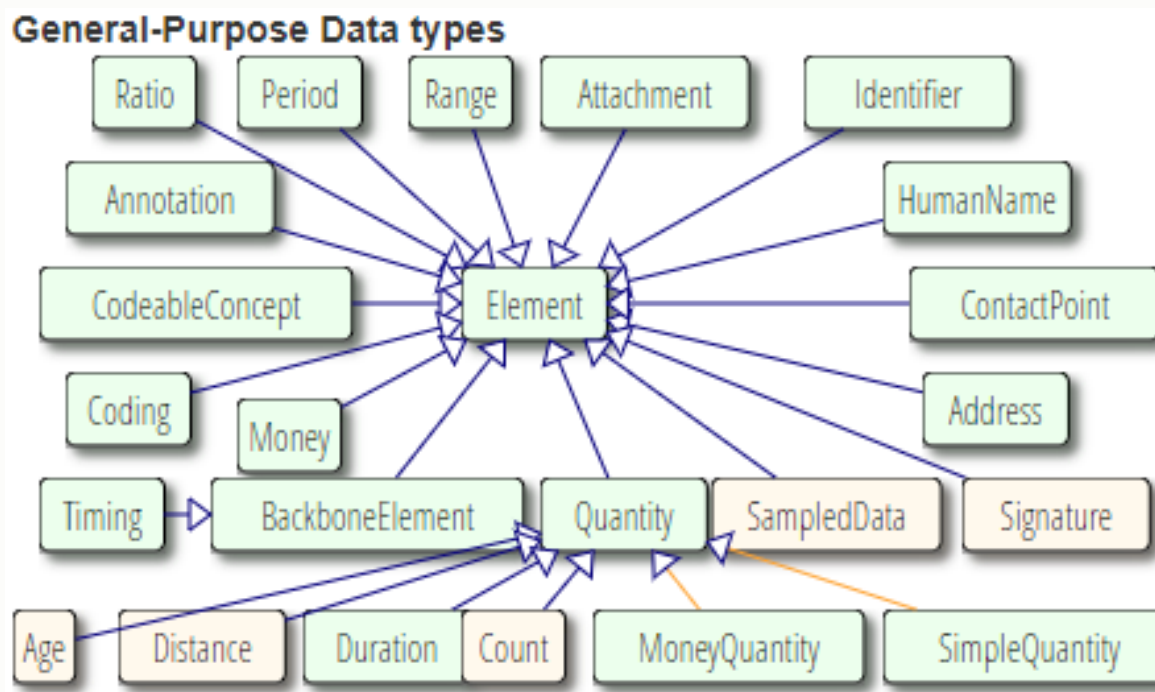 General-Purpose Data types
Ratio
Period
Range
Attachment
Identifier
Annotation
HumanName
CodeableConcept
Element
ContactPoint
Coding
Money
Address
Timing
BackboneElement
Quantity
SampledData
Signature
Age
Distance
Duration
Count
MoneyQuantity
SimpleQuantity